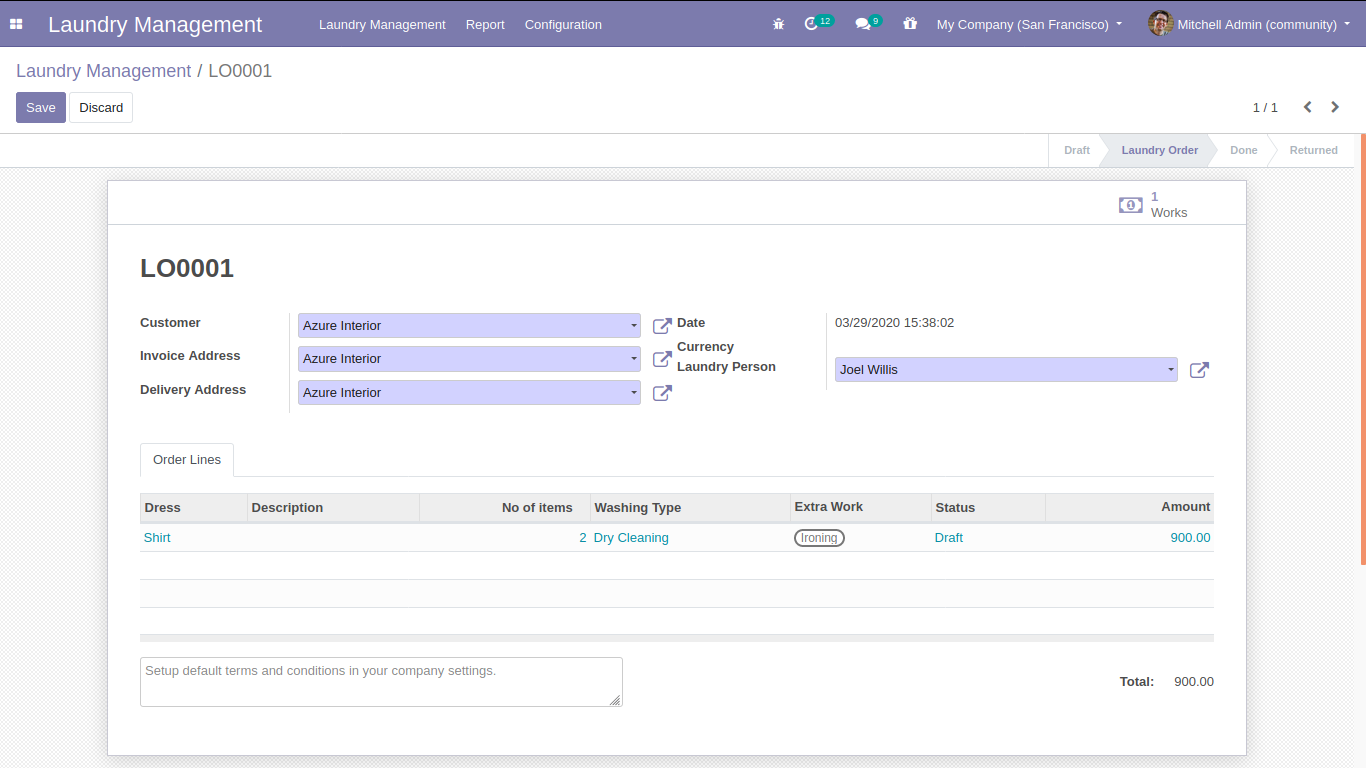 Laundry Management Laundry Management Report Configuration 12 9 My Company (San Francisco) Mitchell Admin (community)
Laundry Management / LO0001
Save Discard 1 / 1
Draft Laundry Order Done Returned
1
Works
LO0001
Customer Azure Interior Date 03/29/2020 15:38:02
Invoice Address Azure Interior Currency
Laundry Person Joel Willis
Delivery Address Azure Interior
Order Lines
Dress Description No of items Washing Type Extra Work Status Amount
Shirt 2 Dry Cleaning Ironing Draft 900.00
Setup default terms and conditions in your company settings.
Total: 900.00